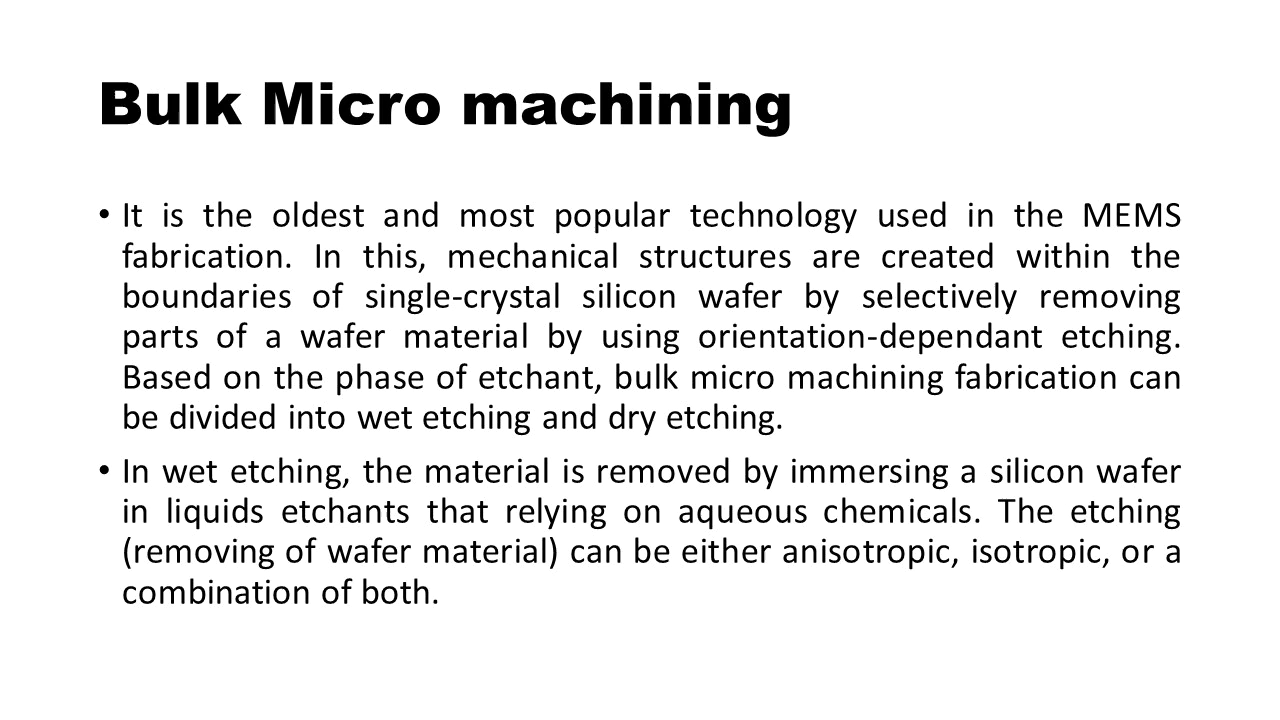 Bulk Micro machining
• It is the oldest and most popular technology used in the MEMS
fabrication. In this, mechanical structures are created within the
boundaries of single-crystal silicon wafer by selectively removing
parts of a wafer material by using orientation-dependant etching.
Based on the phase of etchant, bulk micro machining fabrication can
be divided into wet etching and dry etching.
• In wet etching, the material is removed by immersing a silicon wafer
in liquids etchants that relying on aqueous chemicals. The etching
(removing of wafer material) can be either anisotropic, isotropic, or a
combination of both.